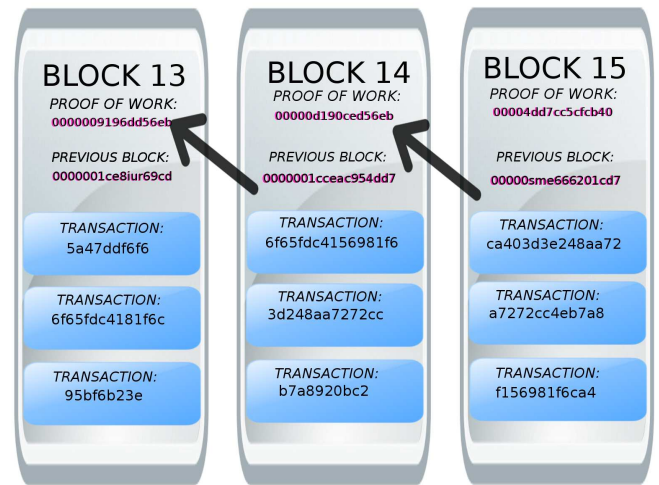 BLOCK 13
PROOF OF WORK:
0000009196dd56eb
PREVIOUS BLOCK:
0000001ce8iur69cd
TRANSACTION:
5a47ddf6f6
TRANSACTION:
6f65fdc4181f6c
TRANSACTION:
95bf6b23e
BLOCK 14
PROOF OF WORK:
00000d190ced56eb
PREVIOUS BLOCK:
0000001cceac954dd7
TRANSACTION:
6f65fdc4156981f6
TRANSACTION:
3d248aa7272cc
TRANSACTION:
b7a8920bc2
BLOCK 15
PROOF OF WORK:
00004dd7cc5cfcb40
PREVIOUS BLOCK:
00000sme666201cd7
TRANSACTION:
ca403d3e248aa72
TRANSACTION:
a7272cc4eb7a8
TRANSACTION:
f156981f6ca4